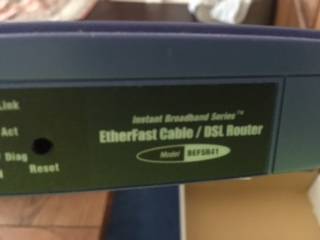 Link
Instant Broadband Series™
Act
EtherFast Cable / DSL Router
Diag
Model BEFSR41
Reset